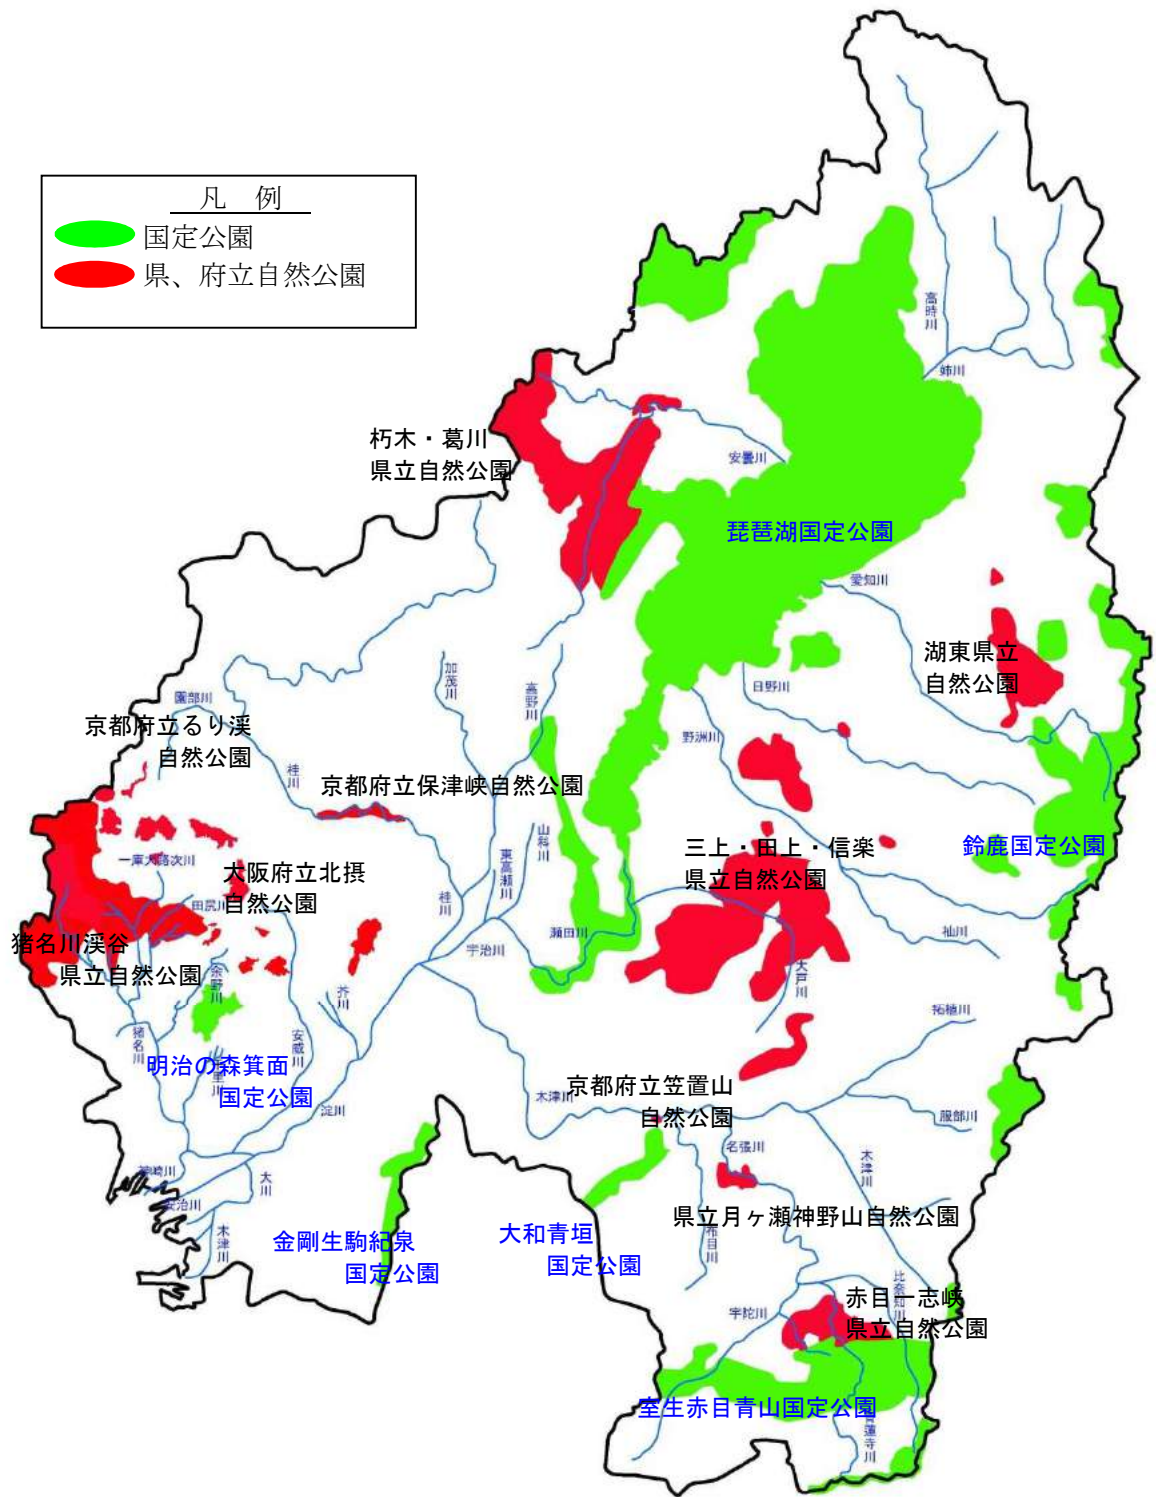 凡 例
国定公園
県、府立自然公園
高時川
姉川
朽木・葛川
県立自然公園
安曇川
琵琶湖国定公園
愛知川
湖東県立
自然公園
加茂川
高野川
日野川
園部川
野洲川
京都府立るり渓
自然公園
桂川
京都府立保津峡自然公園
山科川
東高瀬川
三上・田上・信楽
県立自然公園
鈴鹿国定公園
一庫大路次川
大阪府立北摂
自然公園
田尻川
桂川
宇治川
瀬田川
杣川
猪名川渓谷
県立自然公園
余野川
大戸川
芥川
猪名川
安威川
拓植川
明治の森箕面
国定公園
淀川
木津川
京都府立笠置山
自然公園
服部川
名張川
木津川
神崎川
大川
安治川
県立月ヶ瀬神野山自然公園
布目川
木津川
金剛生駒紀泉
国定公園
大和青垣
国定公園
比奈知川
赤目一志峡
県立自然公園
宇陀川
室生赤目青山国定公園
青蓮寺川